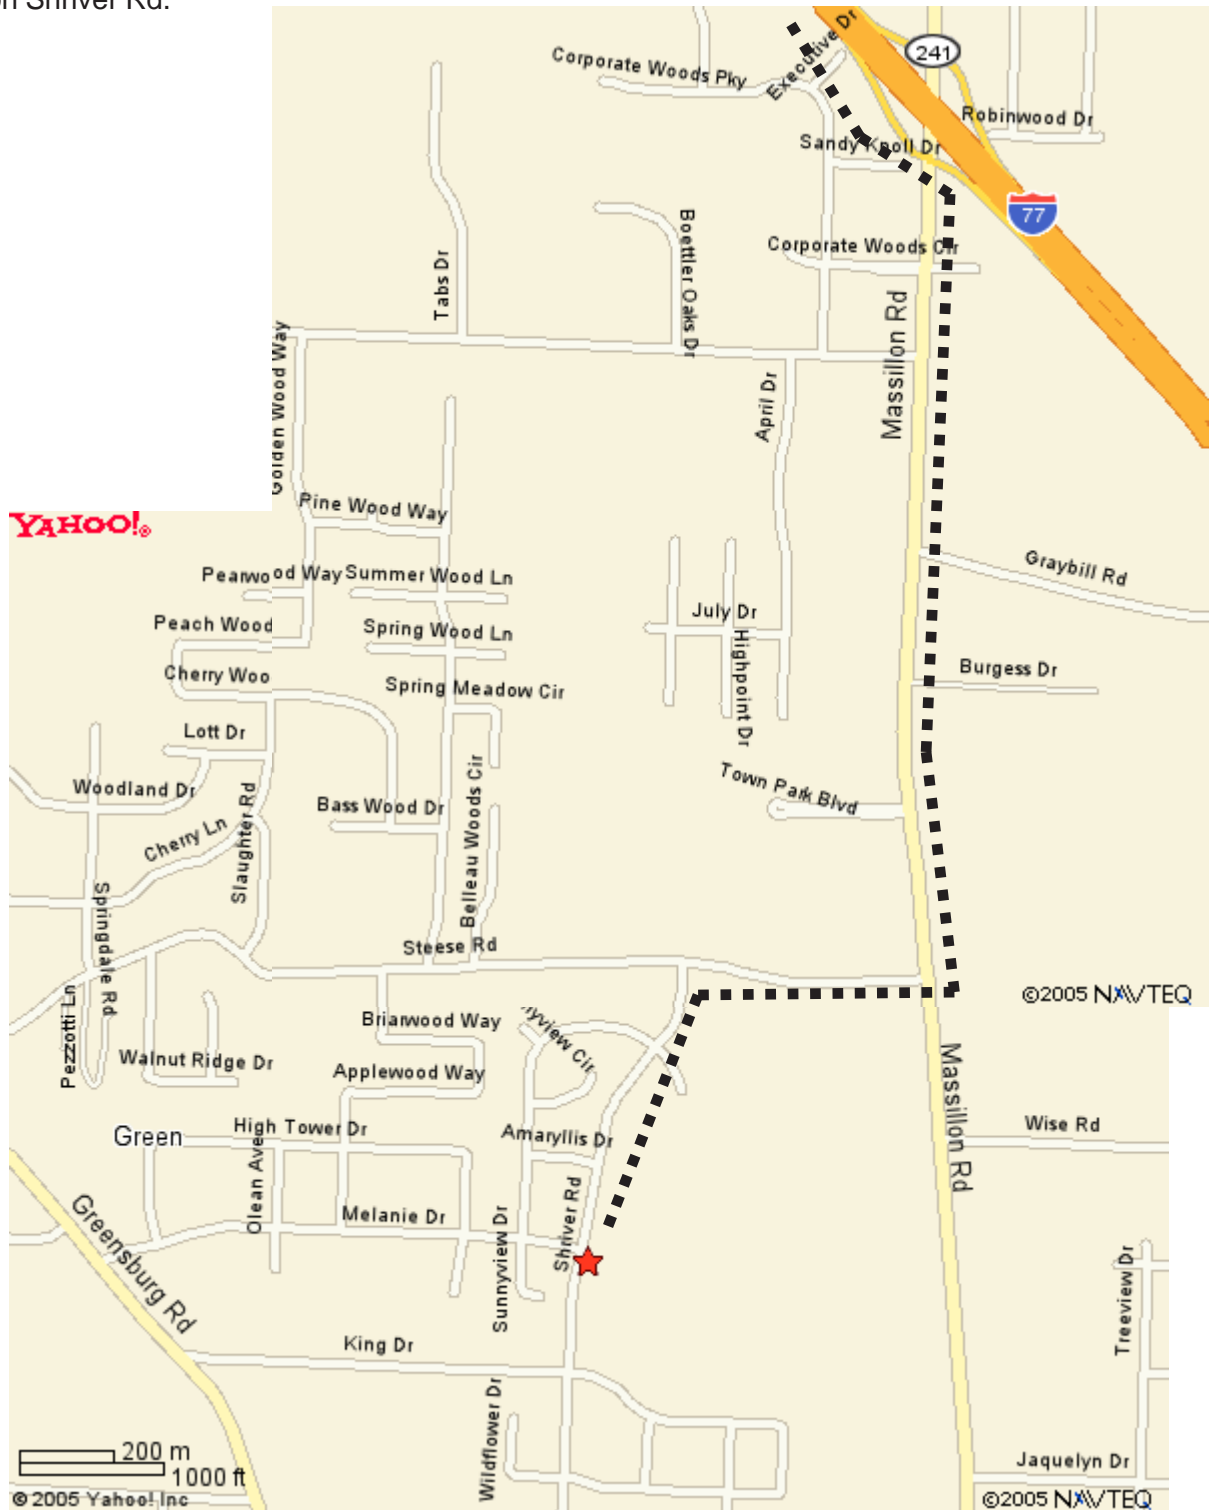 on Shriver Rd.
Executive Dr
241
Corporate Woods Pky
Robinwood Dr
Sandy Knoll Dr
77
Boettler Oaks Dr
Corporate Woods Cir
Tabs Dr
Massillon Rd
Golden Wood Way
April Dr
Pine Wood Way
YAHOO!®
Graybill Rd
Pearwood Way
Summer Wood Ln
July Dr
Peach Wood
Spring Wood Ln
Highpoint Dr
Burgess Dr
Cherry Woo
Spring Meadow Cir
Lott Dr
Town Park Blvd
Woodland Dr
Slaughter Rd
Bass Wood Dr
Belleau Woods Cir
Cherry Ln
Springdale Rd
Steese Rd
©2005 NAVTEQ
Pezzotti Ln
Briarwood Way
nyview Cir
Walnut Ridge Dr
Applewood Way
Massillon Rd
Green
High Tower Dr
Amaryllis Dr
Wise Rd
Olean Ave
Shriver Rd
Melanie Dr
Sunnyview Dr
Greensburg Rd
Treeview Dr
King Dr
Wildflower Dr
200 m
1000 ft
Jaquelyn Dr
© 2005 Yahoo! Inc
©2005 NAVTEQ